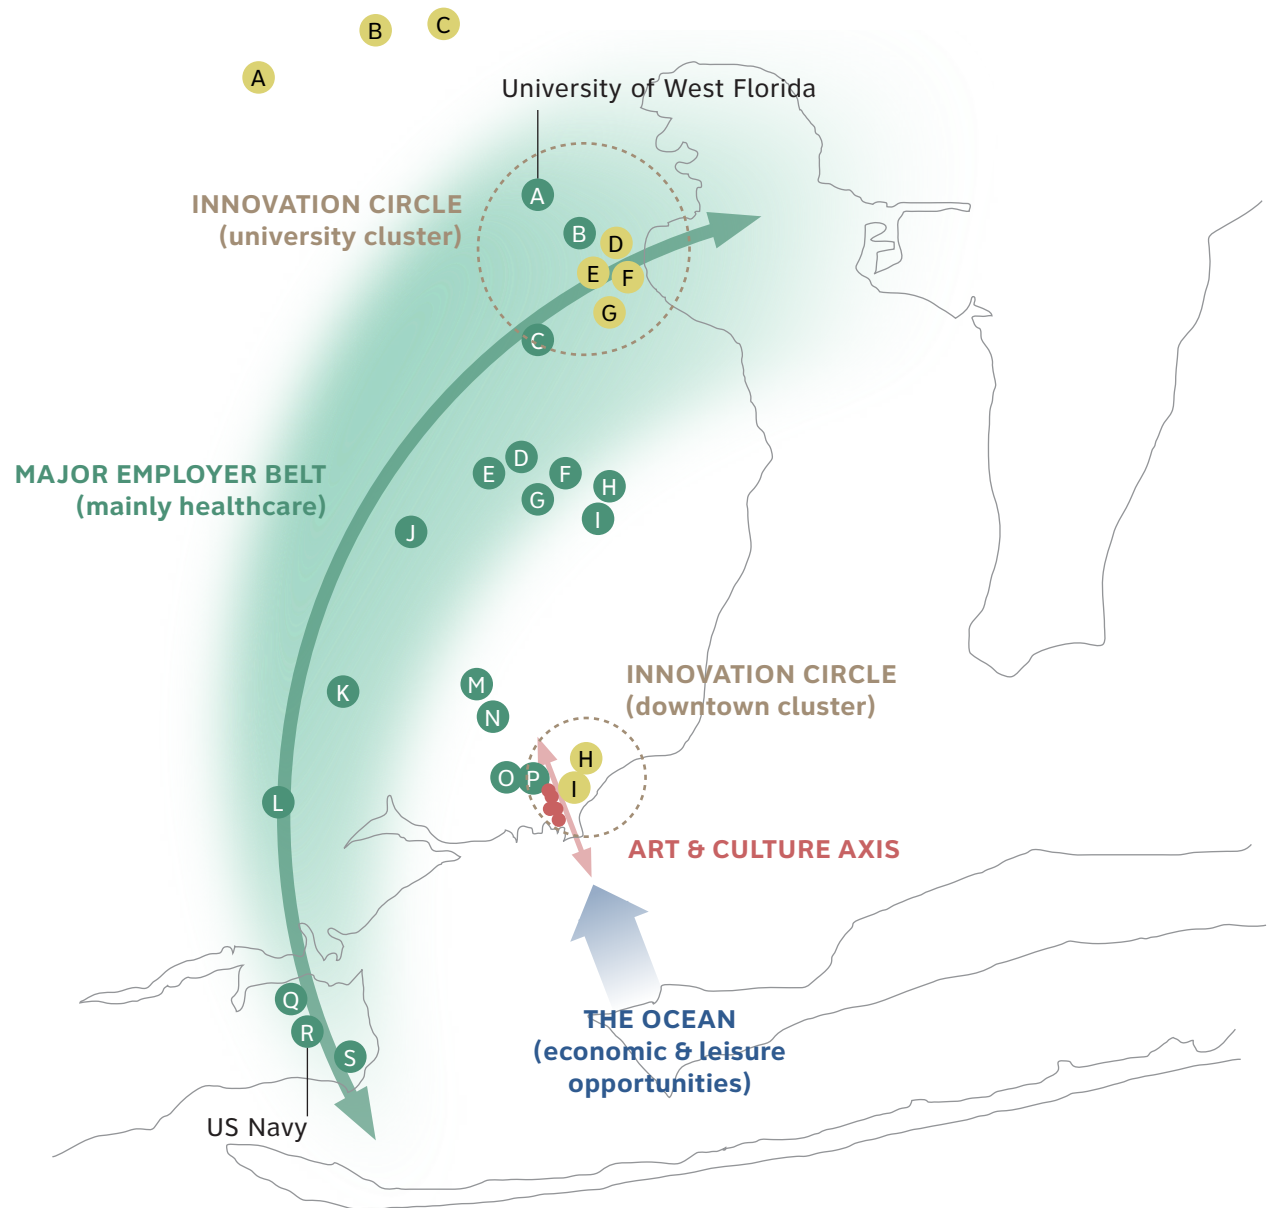 B
C
A
University of West Florida
A
INNOVATION CIRCLE
(university cluster)
B
D
E
F
G
C
D
E
F
MAJOR EMPLOYER BELT
(mainly healthcare)
H
G
I
J
INNOVATION CIRCLE
(downtown cluster)
K
M
N
H
O
P
I
L
ART & CULTURE AXIS
Q
R
THE OCEAN
(economic & leisure
opportunities)
S
US Navy